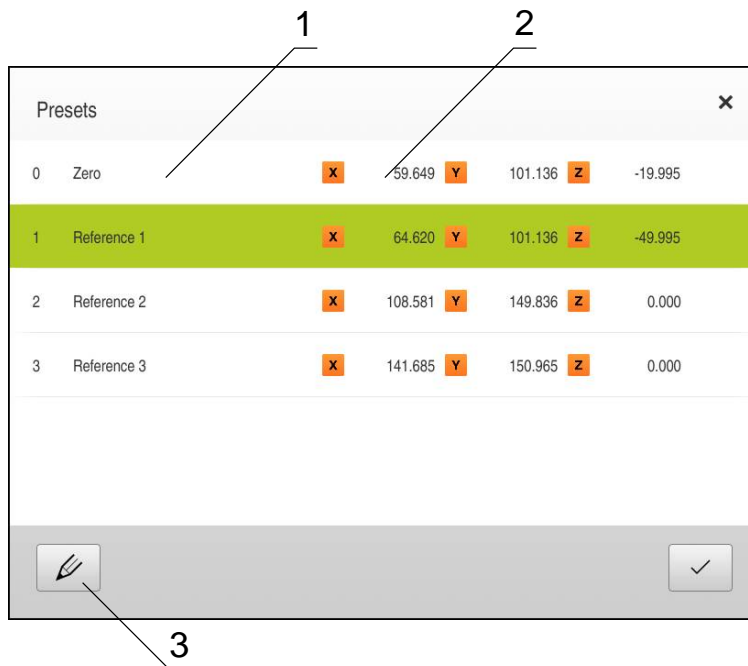 1 2
Presets
0 Zero X 59.649 Y 101.136 Z -19.995
1 Reference 1 X 64.620 Y 101.136 Z -49.995
2 Reference 2 X 108.581 Y 149.836 Z 0.000
3 Reference 3 X 141.685 Y 150.965 Z 0.000
3